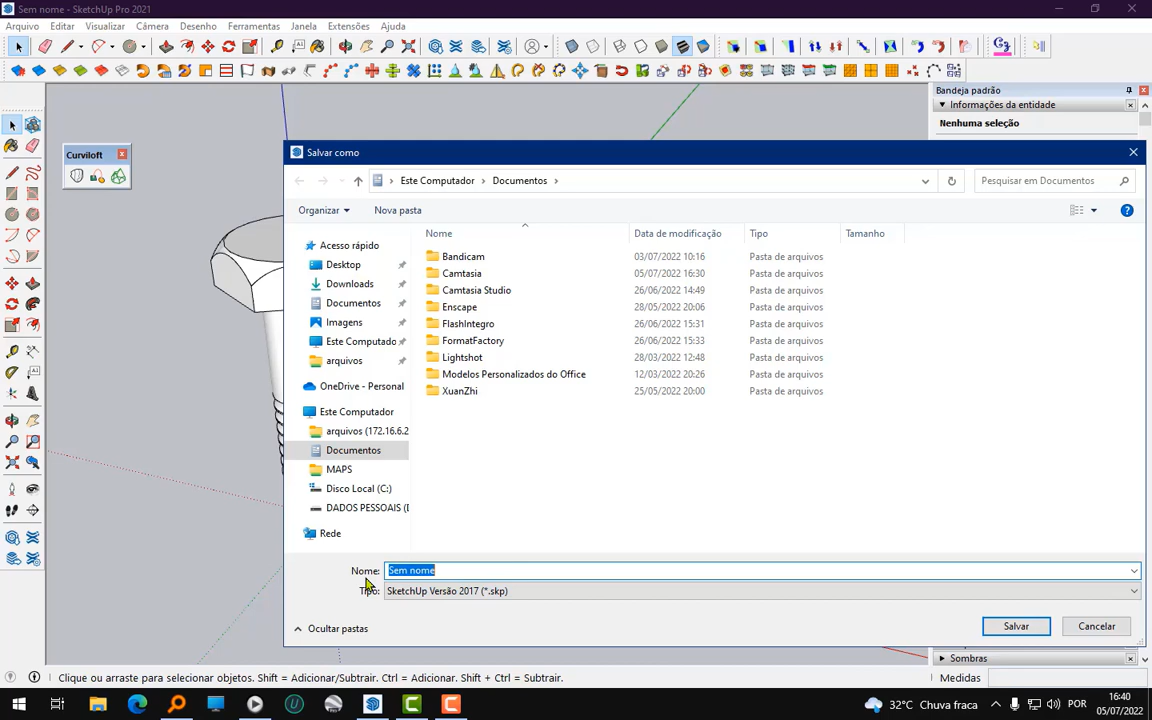 Sem nome - SketchUp Pro 2021
Arquivo Editar Visualizar Câmera Desenho Ferramentas Janela Extensões Ajuda
Bandeja padrão
Informações da entidade
Nenhuma seleção
Curviloft
Salvar como
Este Computador > Documentos >
Pesquisar em Documentos
Organizar Nova pasta
Nome Data de modificação Tipo Tamanho
Acesso rápido
Desktop
Downloads
Documentos
Imagens
Este Computado
arquivos
OneDrive - Personal
Este Computador
arquivos (172.16.6.2
Documentos
MAPS
Disco Local (C:)
DADOS PESSOAIS (
Rede
Bandicam 03/07/2022 10:16 Pasta de arquivos
Camtasia 05/07/2022 16:30 Pasta de arquivos
Camtasia Studio 26/06/2022 14:49 Pasta de arquivos
Enscape 28/05/2022 20:06 Pasta de arquivos
FlashIntegro 26/06/2022 15:31 Pasta de arquivos
FormatFactory 26/06/2022 15:33 Pasta de arquivos
Lightshot 28/03/2022 12:48 Pasta de arquivos
Modelos Personalizados do Office 12/03/2022 20:26 Pasta de arquivos
XuanZhi 25/05/2022 20:00 Pasta de arquivos
Nome: Sem nome
Tipo: SketchUp Versão 2017 (*.skp)
Ocultar pastas
Salvar Cancelar
Sombras
Clique ou arraste para selecionar objetos. Shift = Adicionar/Subtrair. Ctrl = Adicionar. Shift + Ctrl = Subtrair.
Medidas
32°C Chuva fraca
POR
16:40
05/07/2022